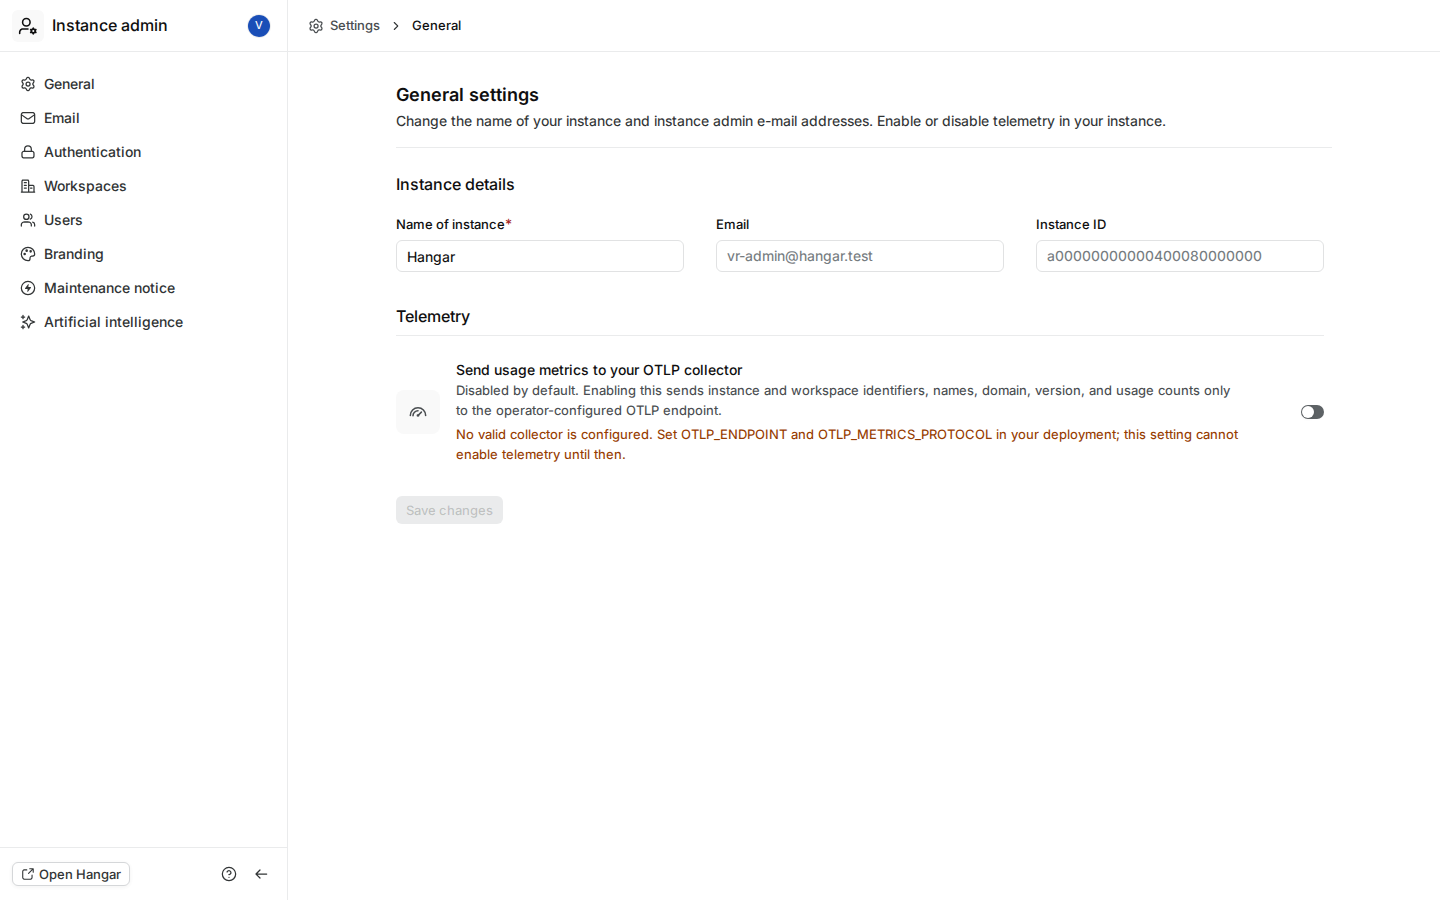 Instance admin
V
Settings
General
General
Email
Authentication
Workspaces
Users
Branding
Maintenance notice
Artificial intelligence
General settings
Change the name of your instance and instance admin e-mail addresses. Enable or disable telemetry in your instance.
Instance details
Name of instance*
Hangar
Email
vr-admin@hangar.test
Instance ID
a00000000000400080000000
Telemetry
Send usage metrics to your OTLP collector
Disabled by default. Enabling this sends instance and workspace identifiers, names, domain, version, and usage counts only
to the operator-configured OTLP endpoint.
No valid collector is configured. Set OTLP_ENDPOINT and OTLP_METRICS_PROTOCOL in your deployment; this setting cannot
enable telemetry until then.
Save changes
Open Hangar